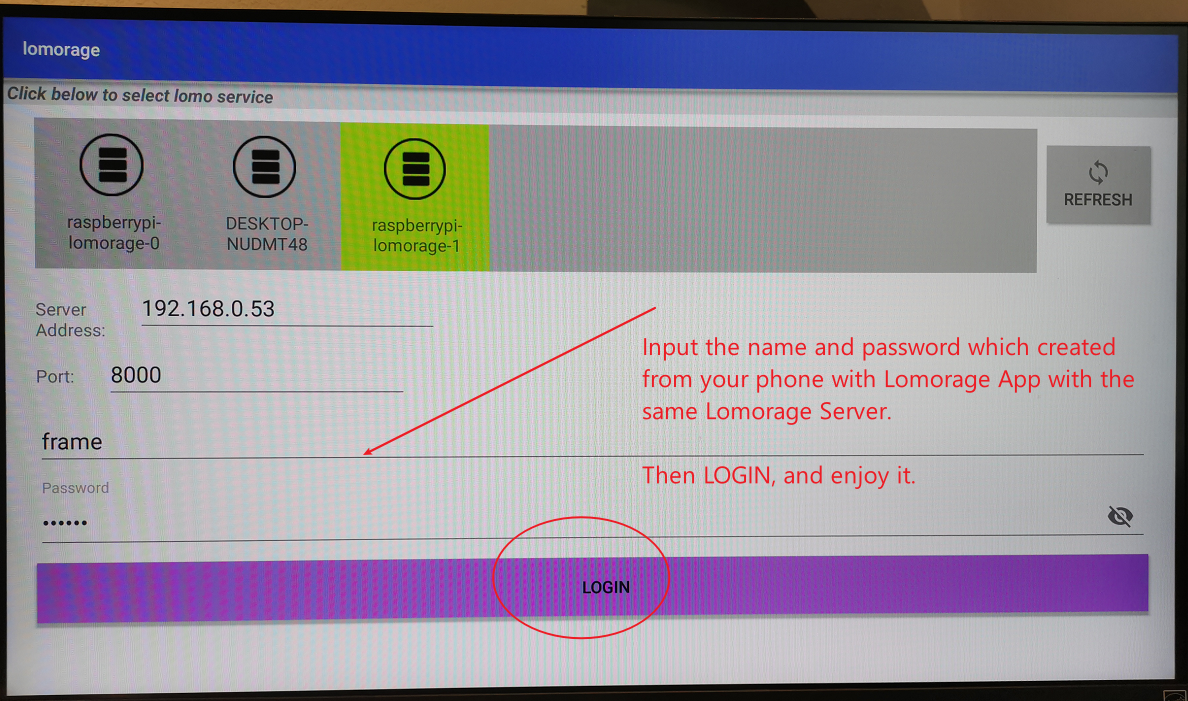 lomorage
Click below to select lomo service
raspberrypi-
lomorage-0
DESKTOP-
NUDMT48
raspberrypi-
lomorage-1
REFRESH
Server
Address:
192.168.0.53
Port:
8000
Input the name and password which created
from your phone with Lomorage App with the
same Lomorage Server.
frame
Then LOGIN, and enjoy it.
Password
••••••
LOGIN